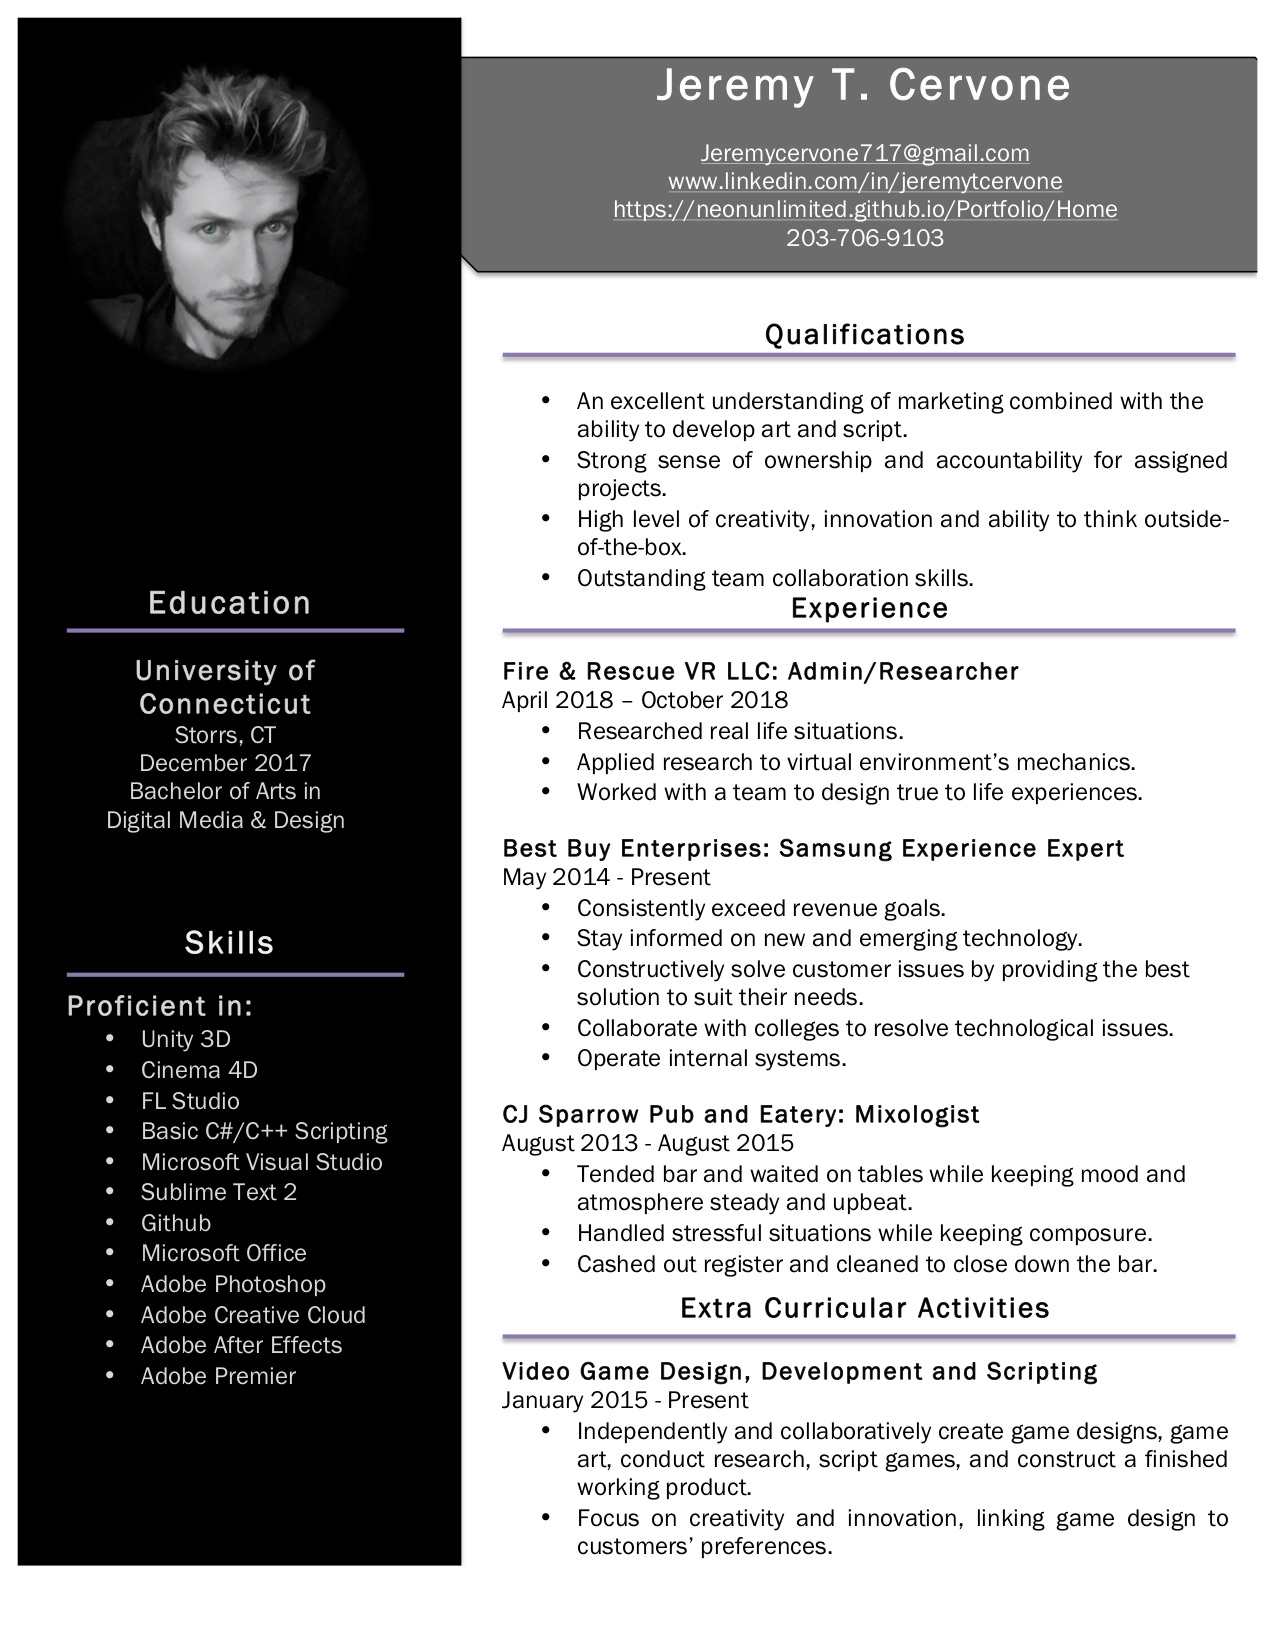 Jeremy T. Cervone
Jeremycervone717@gmail.com
www.linkedin.com/in/jeremytcervone
https://neonunlimited.github.io/Portfolio/Home
203-706-9103
Education
University of
Connecticut
Storrs, CT
December 2017
Bachelor of Arts in
Digital Media & Design
Skills
Proficient in:
• Unity 3D
• Cinema 4D
• FL Studio
• Basic C#/C++ Scripting
• Microsoft Visual Studio
• Sublime Text 2
• Github
• Microsoft Office
• Adobe Photoshop
• Adobe Creative Cloud
• Adobe After Effects
• Adobe Premier
Qualifications
• An excellent understanding of marketing combined with the
ability to develop art and script.
• Strong sense of ownership and accountability for assigned
projects.
• High level of creativity, innovation and ability to think outside-
of-the-box.
• Outstanding team collaboration skills.
Experience
Fire & Rescue VR LLC: Admin/Researcher
April 2018 – October 2018
• Researched real life situations.
• Applied research to virtual environment’s mechanics.
• Worked with a team to design true to life experiences.
Best Buy Enterprises: Samsung Experience Expert
May 2014 - Present
• Consistently exceed revenue goals.
• Stay informed on new and emerging technology.
• Constructively solve customer issues by providing the best
solution to suit their needs.
• Collaborate with colleges to resolve technological issues.
• Operate internal systems.
CJ Sparrow Pub and Eatery: Mixologist
August 2013 - August 2015
• Tended bar and waited on tables while keeping mood and
atmosphere steady and upbeat.
• Handled stressful situations while keeping composure.
• Cashed out register and cleaned to close down the bar.
Extra Curricular Activities
Video Game Design, Development and Scripting
January 2015 - Present
• Independently and collaboratively create game designs, game
art, conduct research, script games, and construct a finished
working product.
• Focus on creativity and innovation, linking game design to
customers’ preferences.